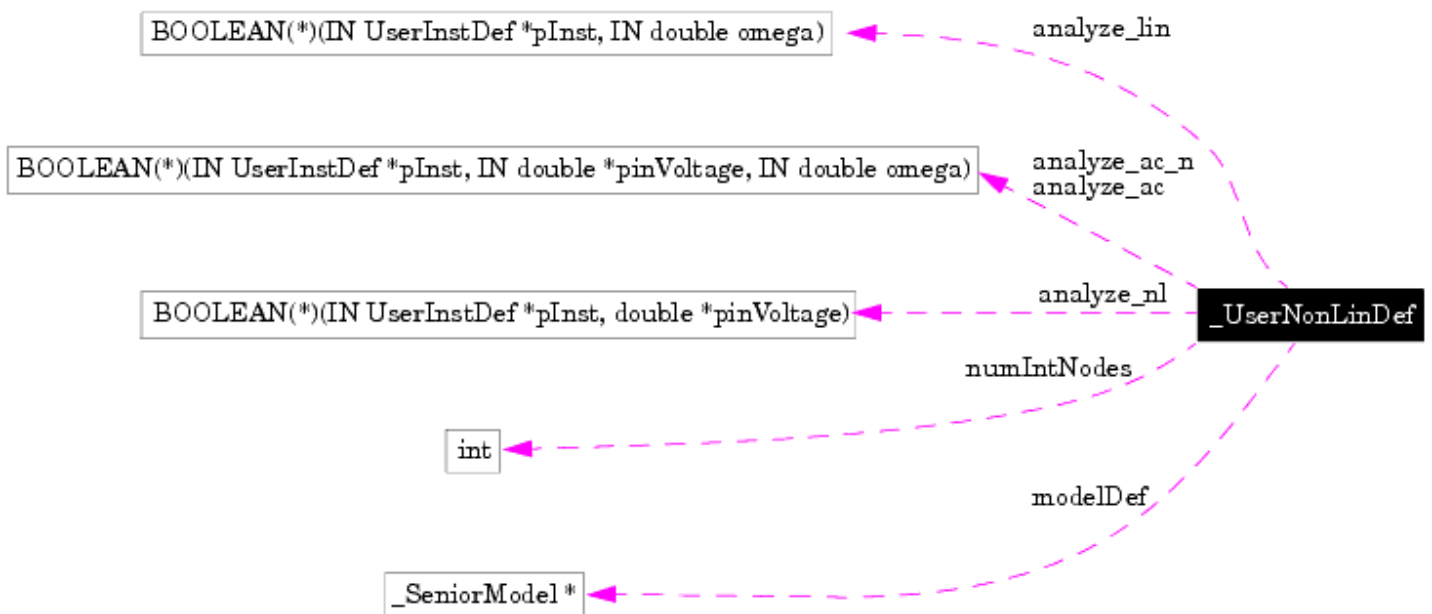 BOOLEAN(*)(IN UserInstDef *pInst, IN double omega)
analyze_lin
BOOLEAN(*)(IN UserInstDef *pInst, IN double *pinVoltage, IN double omega)
analyze_ac_n
analyze_ac
BOOLEAN(*)(IN UserInstDef *pInst, double *pinVoltage)
analyze_nl
_UserNonLinDef
numIntNodes
int
modelDef
_SeniorModel *